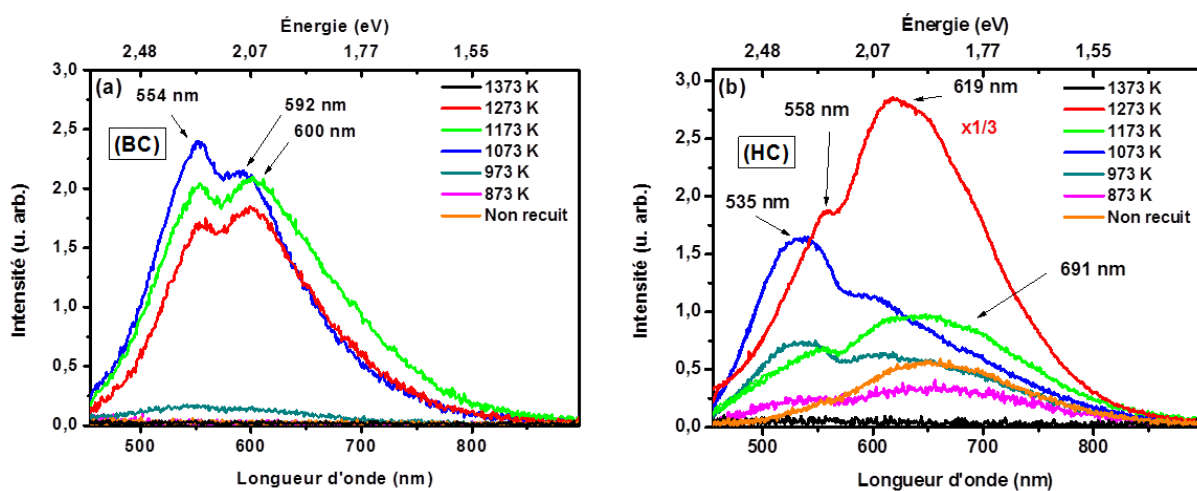 Énergie (eV)
2,48 2,07 1,77 1,55
3,0
2,5
2,0
1,5
1,0
0,5
0,0
Intensité (u. arb.)
(a)
554 nm
592 nm
600 nm
(BC)
1373 K
1273 K
1173 K
1073 K
973 K
873 K
Non recuit
500 600 700 800
Longueur d'onde (nm)
Énergie (eV)
2,48 2,07 1,77 1,55
3,0
2,5
2,0
1,5
1,0
0,5
0,0
Intensité (u. arb.)
(b)
619 nm
558 nm
x1/3
(HC)
535 nm
691 nm
1373 K
1273 K
1173 K
1073 K
973 K
873 K
Non recuit
500 600 700 800
Longueur d'onde (nm)